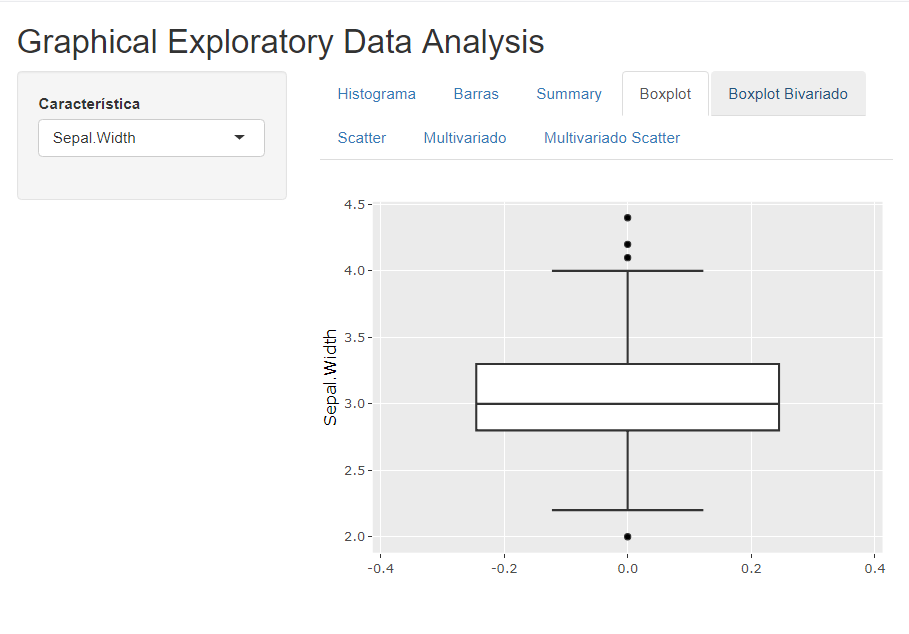 Graphical Exploratory Data Analysis
Característica
Sepal.Width
Histograma Barras Summary Boxplot Boxplot Bivariado
Scatter Multivariado Multivariado Scatter
4.5
4.0
3.5
3.0
2.5
2.0
Sepal.Width
-0.4 -0.2 0.0 0.2 0.4